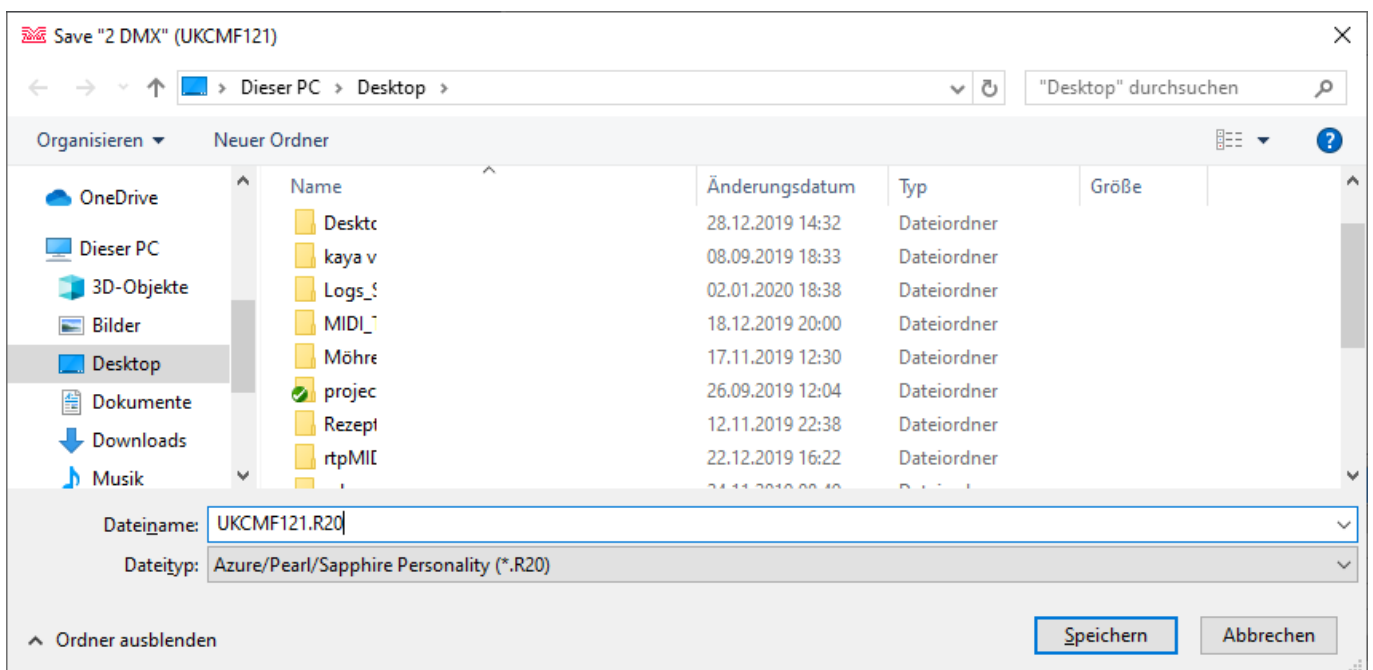 Save "2 DMX" (UKCMF121)
Dieser PC > Desktop >
"Desktop" durchsuchen
Organisieren
Neuer Ordner
Name Änderungsdatum Typ Größe
OneDrive
Dieser PC
3D-Objekte
Bilder
Desktop
Dokumente
Downloads
Musik
Deskto 28.12.2019 14:32 Dateiordner
kaya v 08.09.2019 18:33 Dateiordner
Logs_S 02.01.2020 18:38 Dateiordner
MIDI_T 18.12.2019 20:00 Dateiordner
Möhre 17.11.2019 12:30 Dateiordner
projec 26.09.2019 12:04 Dateiordner
Rezept 12.11.2019 22:38 Dateiordner
rtpMID 22.12.2019 16:22 Dateiordner
Dateiname: UKCMF121.R20
Dateityp: Azure/Pearl/Sapphire Personality (*.R20)
Ordner ausblenden
Speichern
Abbrechen